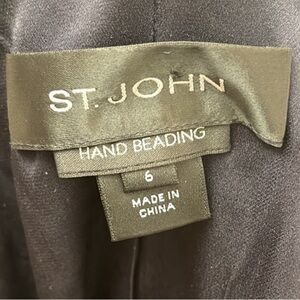 ST. JOHN
HAND BEADING
6
MADE IN
CHINA